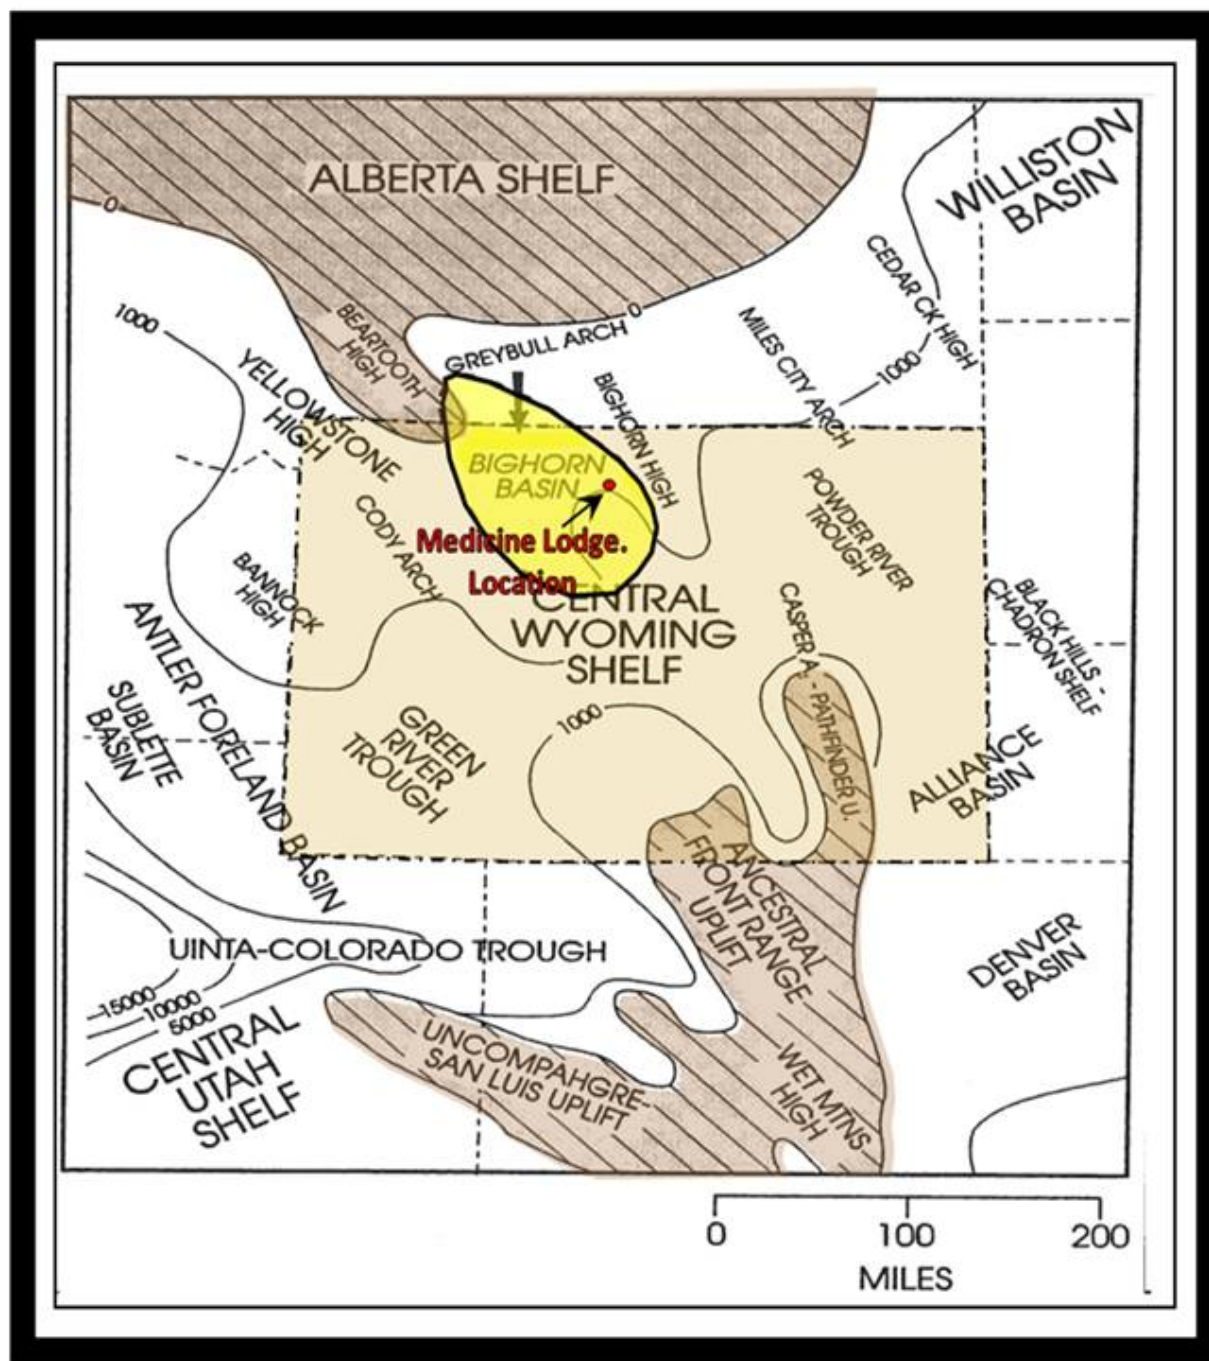 ALBERTA SHELF
WILLISTON
BASIN
0
CEDAR CK HIGH
1000
BEARTOOTH
HIGH
0
GREYBULL ARCH
MILES CITY ARCH
1000
YELLOWSTONE
HIGH
BIGHORN HIGH
BIGHORN
BASIN
POWDER RIVER
TROUGH
CODY ARCH
Medicine Lodge.
Location
BANNOCK
HIGH
CENTRAL
WYOMING
SHELF
CASPER A. - PATHFINDER U.
BLACK HILLS -
CHADRON SHELF
ANTLER FORELAND BASIN
SUBLETTE
BASIN
GREEN
RIVER
TROUGH
1000
ALLIANCE
BASIN
ANCESTRAL
FRONT RANGE
UPLIFT
UINTA-COLORADO TROUGH
DENVER
BASIN
15000
10000
5000
CENTRAL
UTAH
SHELF
UNCOMPAHGRE-
SAN LUIS UPLIFT
WET MTNS
HIGH
0 100 200
MILES